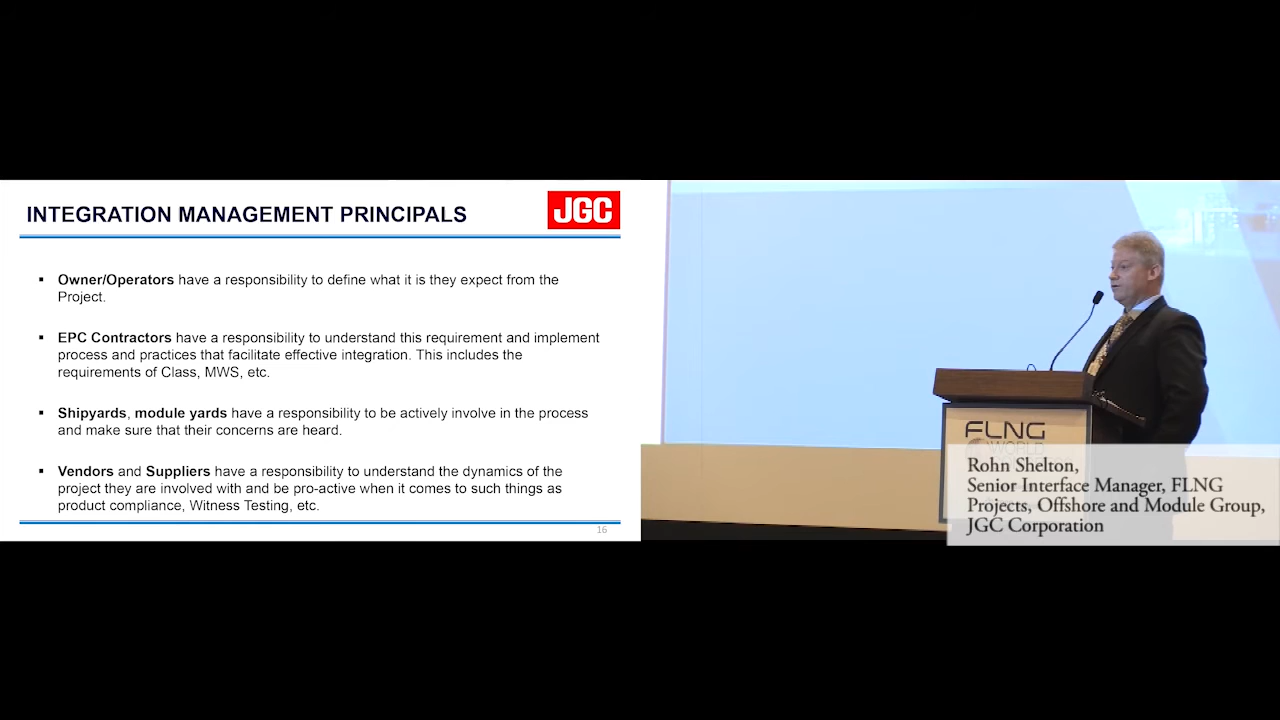 INTEGRATION MANAGEMENT PRINCIPALS
JGC
▪ Owner/Operators have a responsibility to define what it is they expect from the
Project.
▪ EPC Contractors have a responsibility to understand this requirement and implement
process and practices that facilitate effective integration. This includes the
requirements of Class, MWS, etc.
▪ Shipyards, module yards have a responsibility to be actively involve in the process
and make sure that their concerns are heard.
▪ Vendors and Suppliers have a responsibility to understand the dynamics of the
project they are involved with and be pro-active when it comes to such things as
product compliance, Witness Testing, etc.
16
FLNG
WORLD
Rohn Shelton,
Senior Interface Manager, FLNG
Projects, Offshore and Module Group,
JGC Corporation